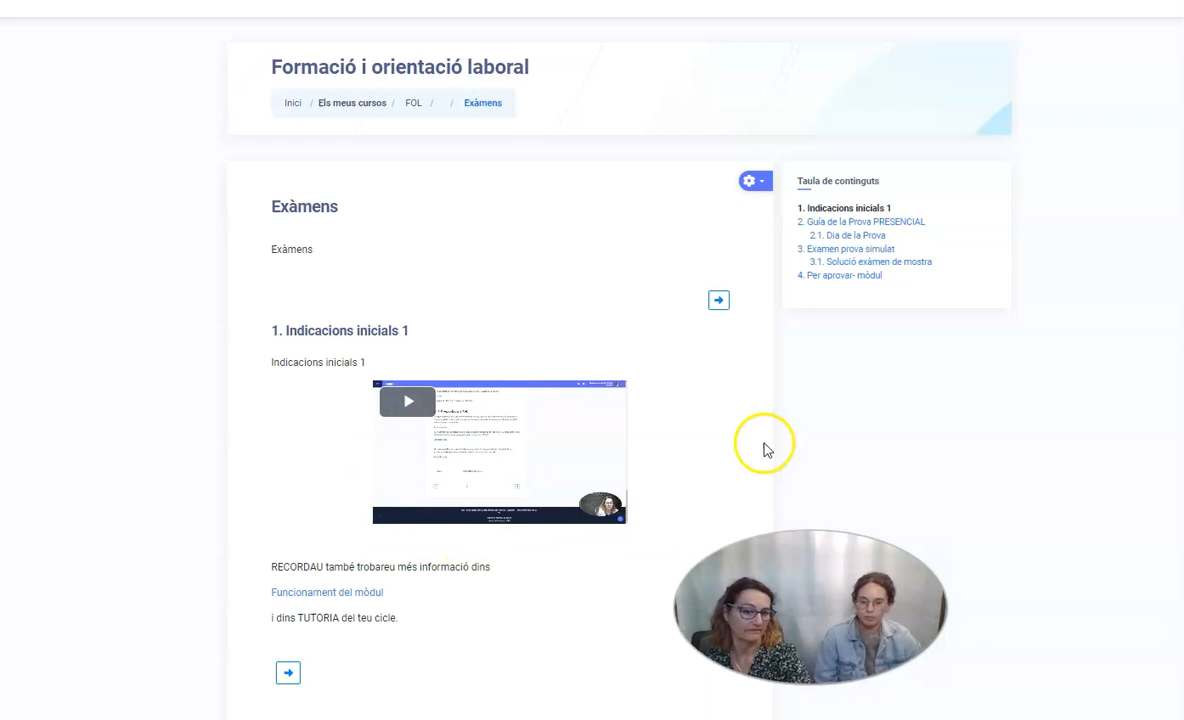 Formació i orientació laboral
Inici / Els meus cursos / FOL / / Exàmens
Exàmens
Exàmens
1. Indicacions inicials 1
Indicacions inicials 1
RECORDAU també trobareu més informació dins
Funcionament del mòdul
i dins TUTORIA del teu cicle.
Taula de continguts
1. Indicacions inicials 1
2. Guía de la Prova PRESENCIAL
2.1. Dia de la Prova
3. Examen prova simulat
3.1. Solució exàmen de mostra
4. Per aprovar- mòdul